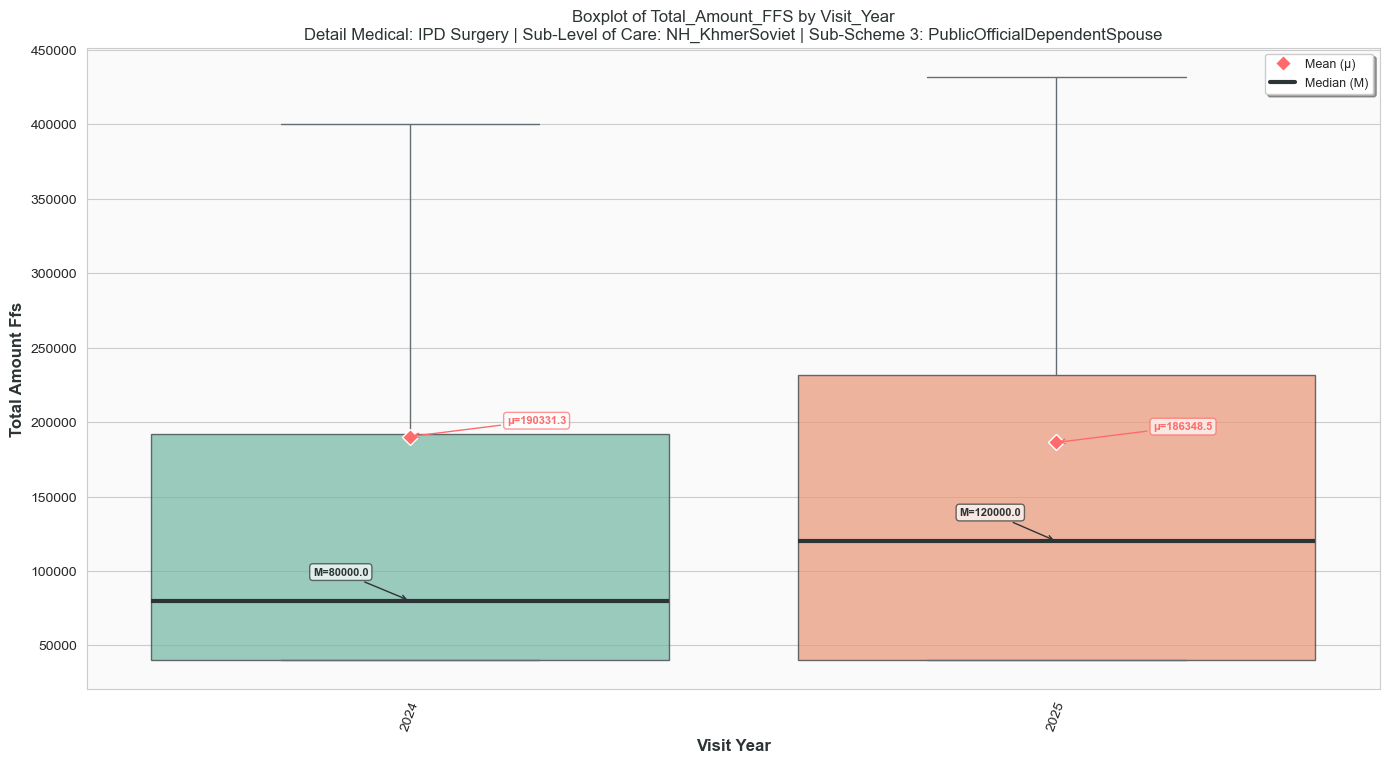 Boxplot of Total_Amount_FFS by Visit_Year
Detail Medical: IPD Surgery | Sub-Level of Care: NH_KhmerSoviet | Sub-Scheme 3: PublicOfficialDependentSpouse
Mean (μ)
Median (M)
Total Amount Ffs
450000
400000
350000
300000
250000
200000
150000
100000
50000
μ=190331.3
μ=186348.5
M=120000.0
M=80000.0
2024
2025
Visit Year